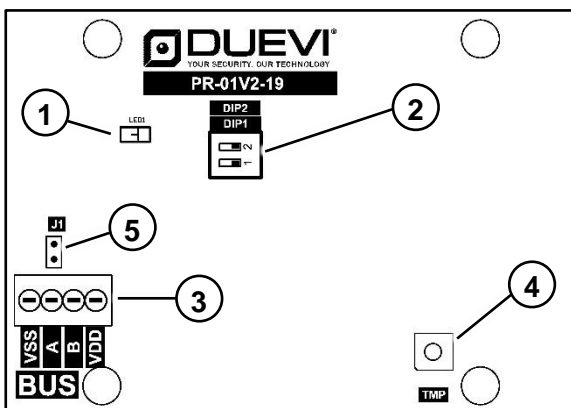 DUEVI®
YOUR SECURITY, OUR TECHNOLOGY
PR-01V2-19
DIP2
DIP1
1
LED1
2
2
1
J1
5
3
4
VSS
A
B
VDD
BUS
TMP